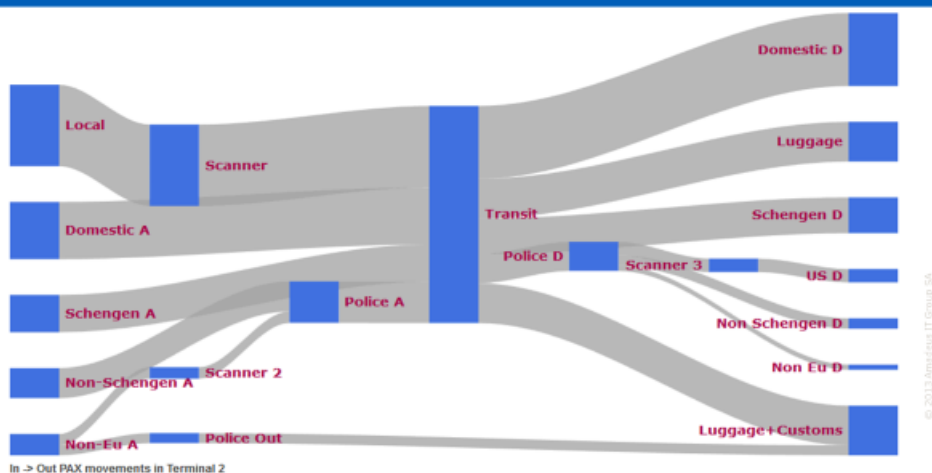 Domestic D
Local
Luggage
Scanner
Domestic A
Transit
Schengen D
Police D
Scanner 3
US D
Schengen A
Police A
Non Schengen D
Non-Schengen A
Scanner 2
Non Eu D
Non-Eu A
Police Out
Luggage+Customs
In -> Out PAX movements in Terminal 2
© 2013 Amadeus IT Group SA